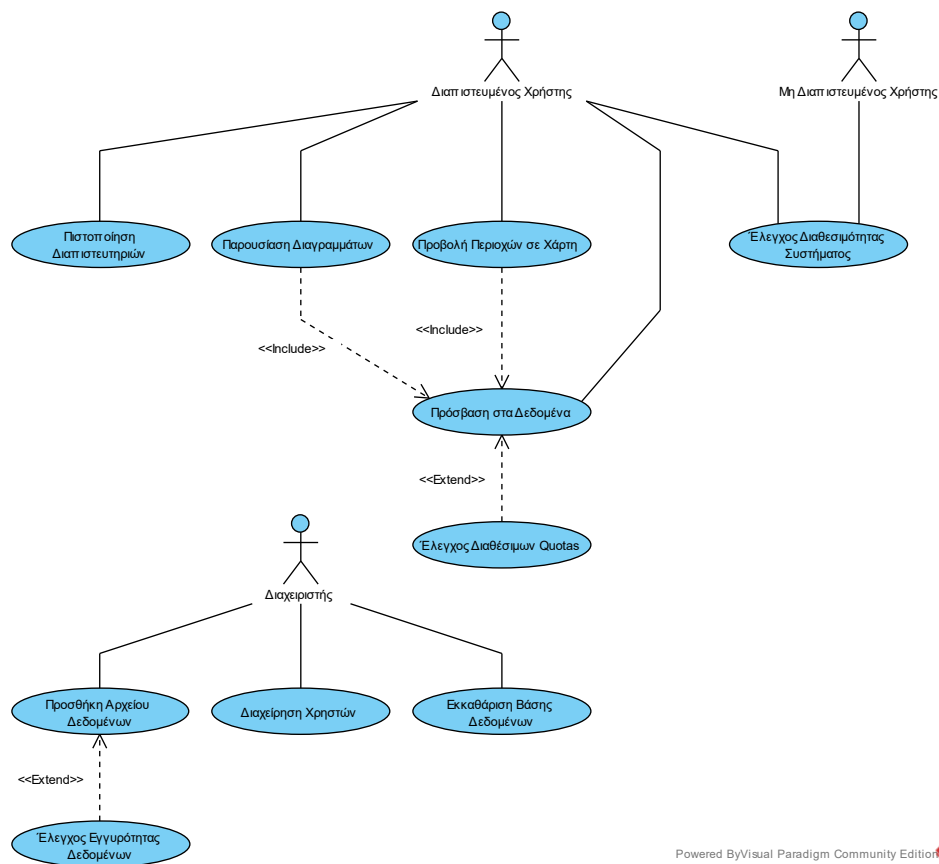 Διαπιστευμένος Χρήστης
Μη Διαπιστευμένος Χρήστης
Πιστοποίηση
Διαπιστευτηριών
Παρουσίαση Διαγραμμάτων
Προβολή Περιοχών σε Χάρτη
Έλεγχος Διαθεσιμότητας
Συστήματος
<<Include>>
<<Include>>
Πρόσβαση στα Δεδομένα
<<Extend>>
Έλεγχος Διαθέσιμων Quotas
Διαχειριστής
Προσθήκη Αρχείου
Δεδομένων
Διαχείρηση Χρηστών
Εκκαθάριση Βάσης
Δεδομένων
<<Extend>>
Έλεγχος Εγγυρότητας
Δεδομένων
Powered ByVisual Paradigm Community Edition